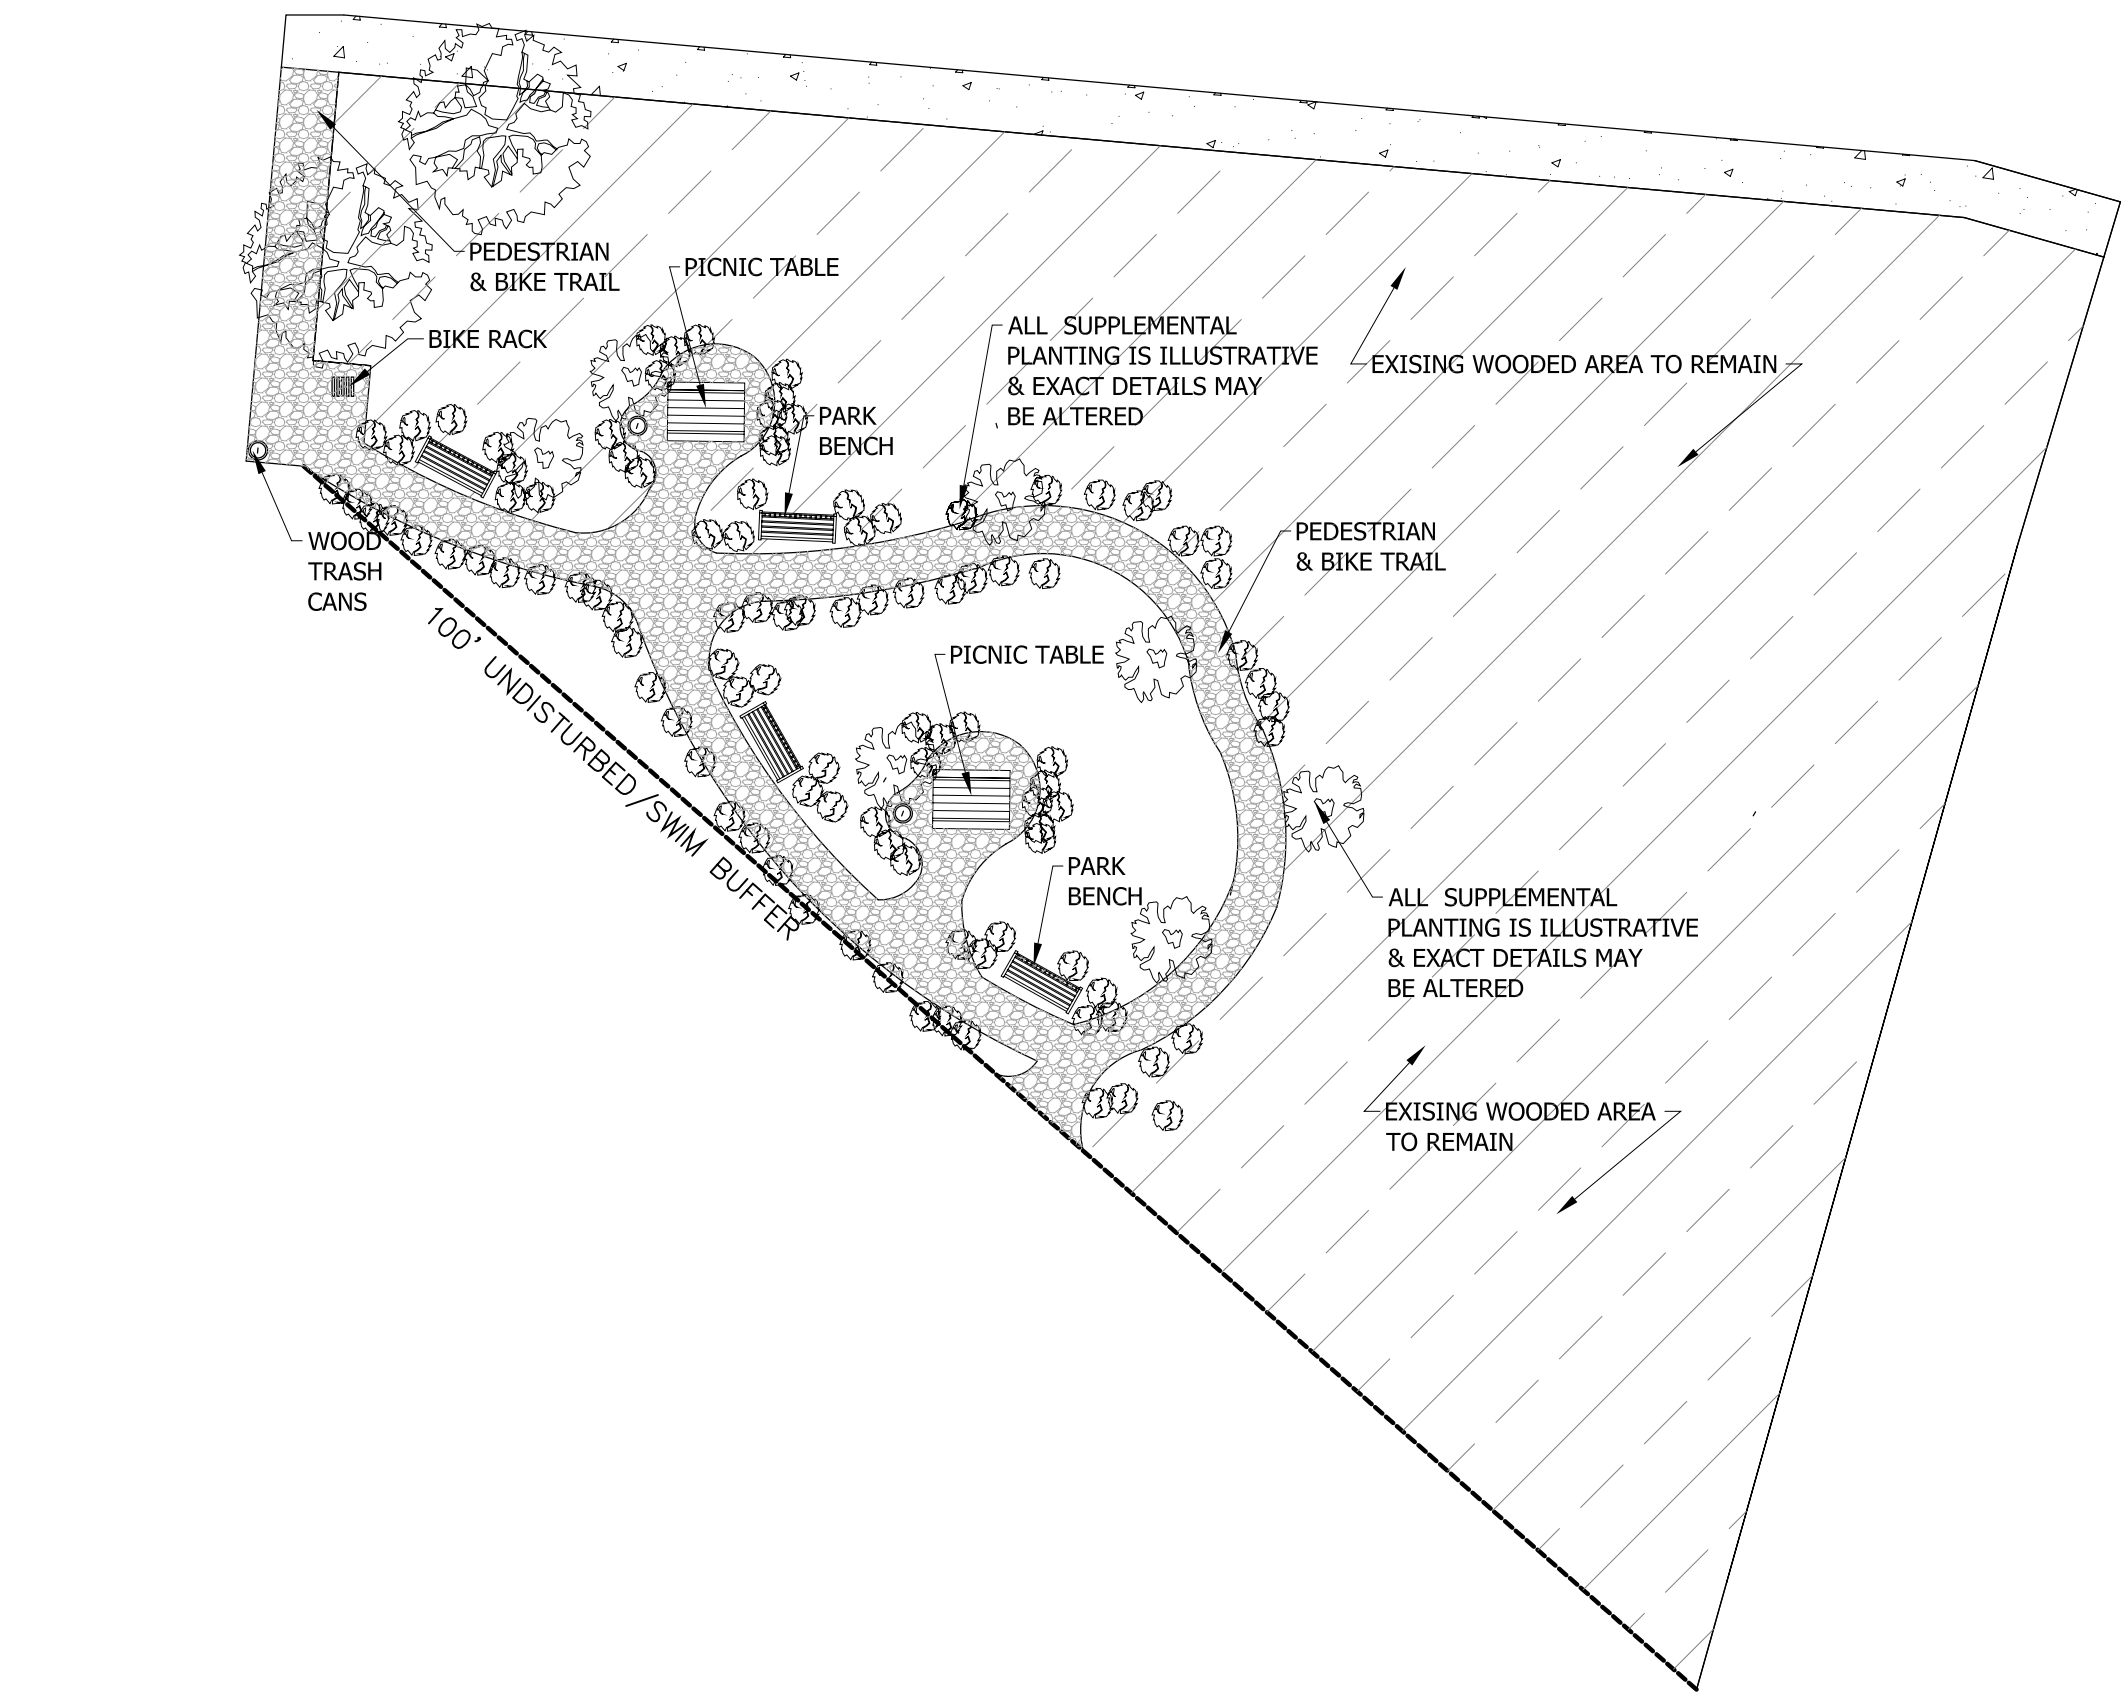 PEDESTRIAN
& BIKE TRAIL
PICNIC TABLE
BIKE RACK
ALL SUPPLEMENTAL
PLANTING IS ILLUSTRATIVE
& EXACT DETAILS MAY
BE ALTERED
EXISING WOODED AREA TO REMAIN
PARK
BENCH
WOOD
TRASH
CANS
PEDESTRIAN
& BIKE TRAIL
100' UNDISTURBED/SWIM BUFFER
PICNIC TABLE
PARK
BENCH
ALL SUPPLEMENTAL
PLANTING IS ILLUSTRATIVE
& EXACT DETAILS MAY
BE ALTERED
EXISING WOODED AREA
TO REMAIN